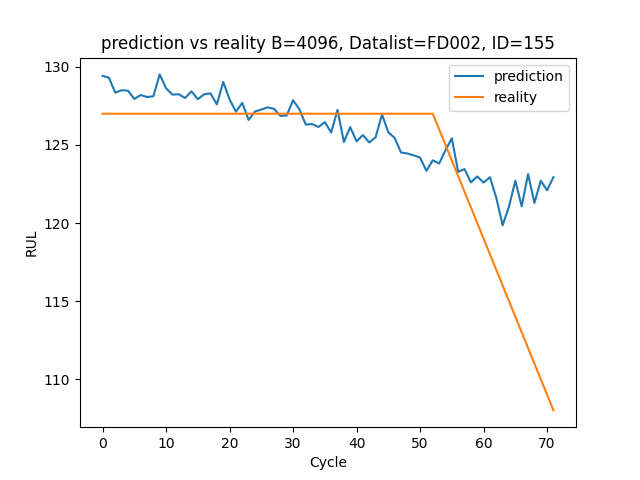 prediction vs reality B=4096, Datalist=FD002, ID=155
prediction
reality
130
125
120
115
110
RUL
0 10 20 30 40 50 60 70
Cycle